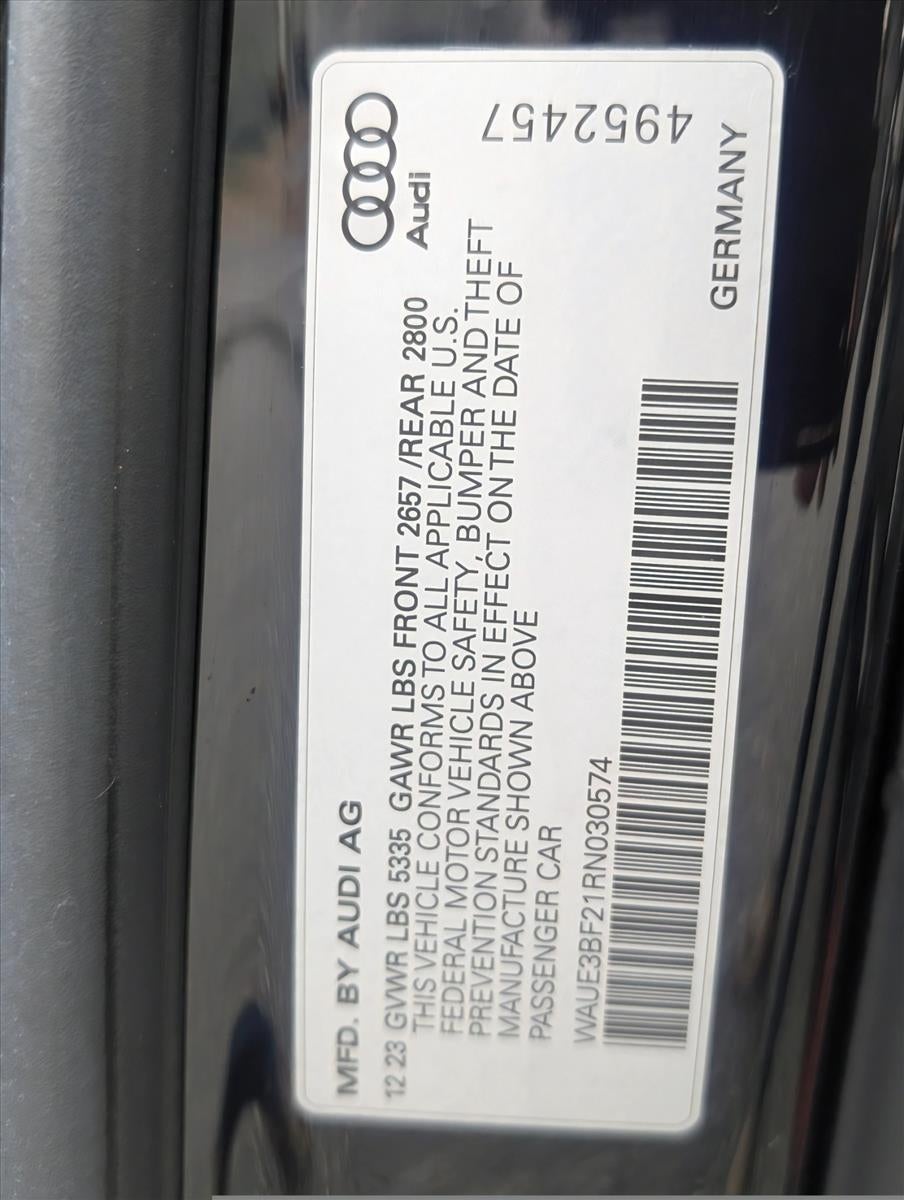 MFD. BY AUDI AG
Audi
12 23 GVWR LBS 5335 GAWR LBS FRONT 2657 /REAR 2800
THIS VEHICLE CONFORMS TO ALL APPLICABLE U.S.
FEDERAL MOTOR VEHICLE SAFETY, BUMPER AND THEFT
PREVENTION STANDARDS IN EFFECT ON THE DATE OF
MANUFACTURE SHOWN ABOVE
PASSENGER CAR
WAUE3BF21RN030574
GERMANY
4952457